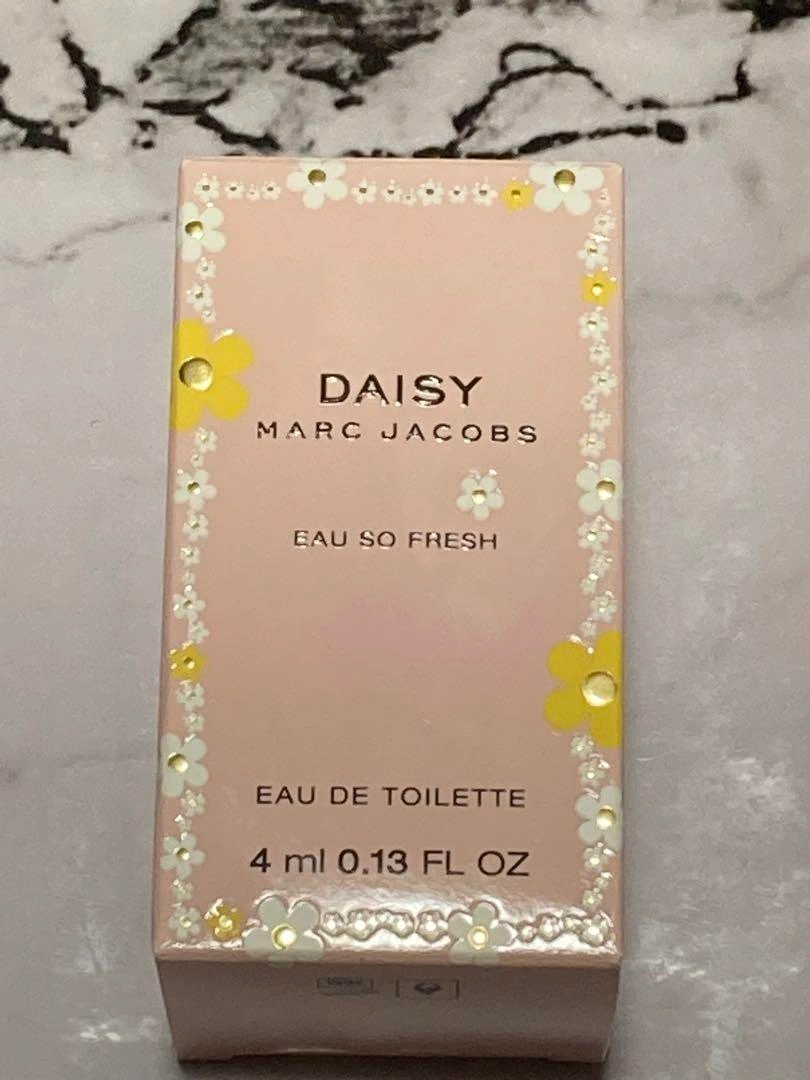 DAISY
MARC JACOBS
EAU SO FRESH
EAU DE TOILETTE
4 ml 0.13 FL OZ